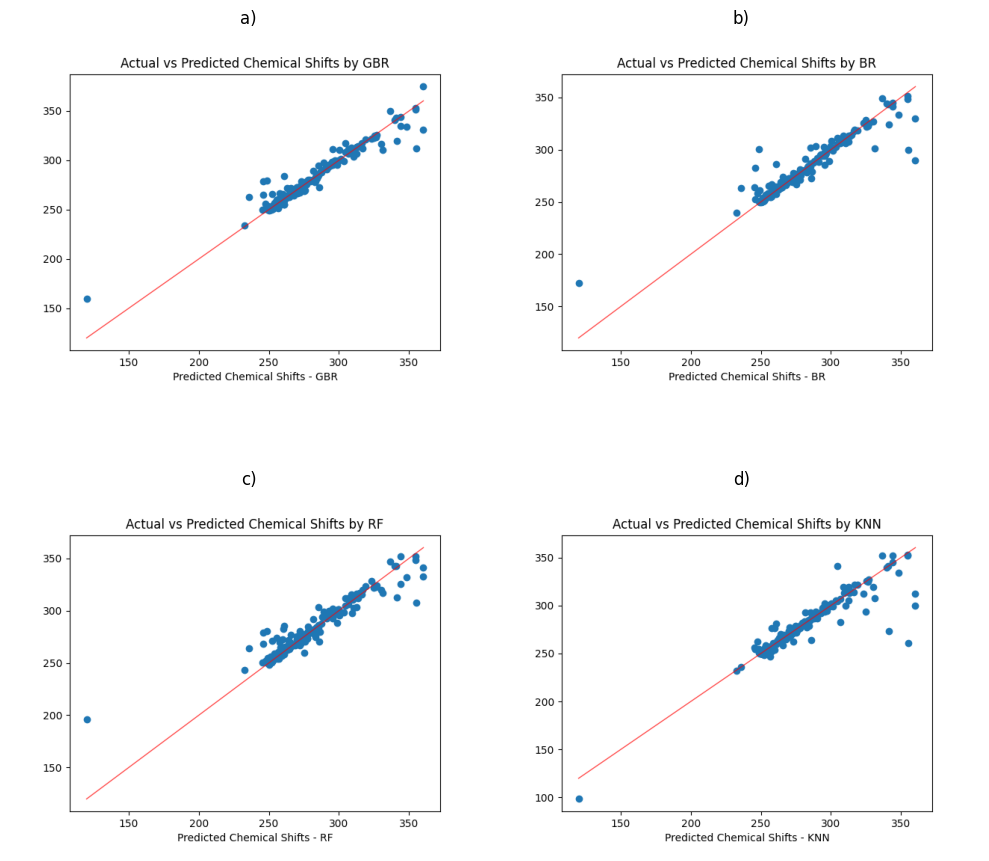 a)
Actual vs Predicted Chemical Shifts by GBR
350
300
250
200
150
150 200 250 300 350
Predicted Chemical Shifts - GBR
b)
Actual vs Predicted Chemical Shifts by BR
350
300
250
200
150
150 200 250 300 350
Predicted Chemical Shifts - BR
c)
Actual vs Predicted Chemical Shifts by RF
350
300
250
200
150
150 200 250 300 350
Predicted Chemical Shifts - RF
d)
Actual vs Predicted Chemical Shifts by KNN
350
300
250
200
150
100
150 200 250 300 350
Predicted Chemical Shifts - KNN